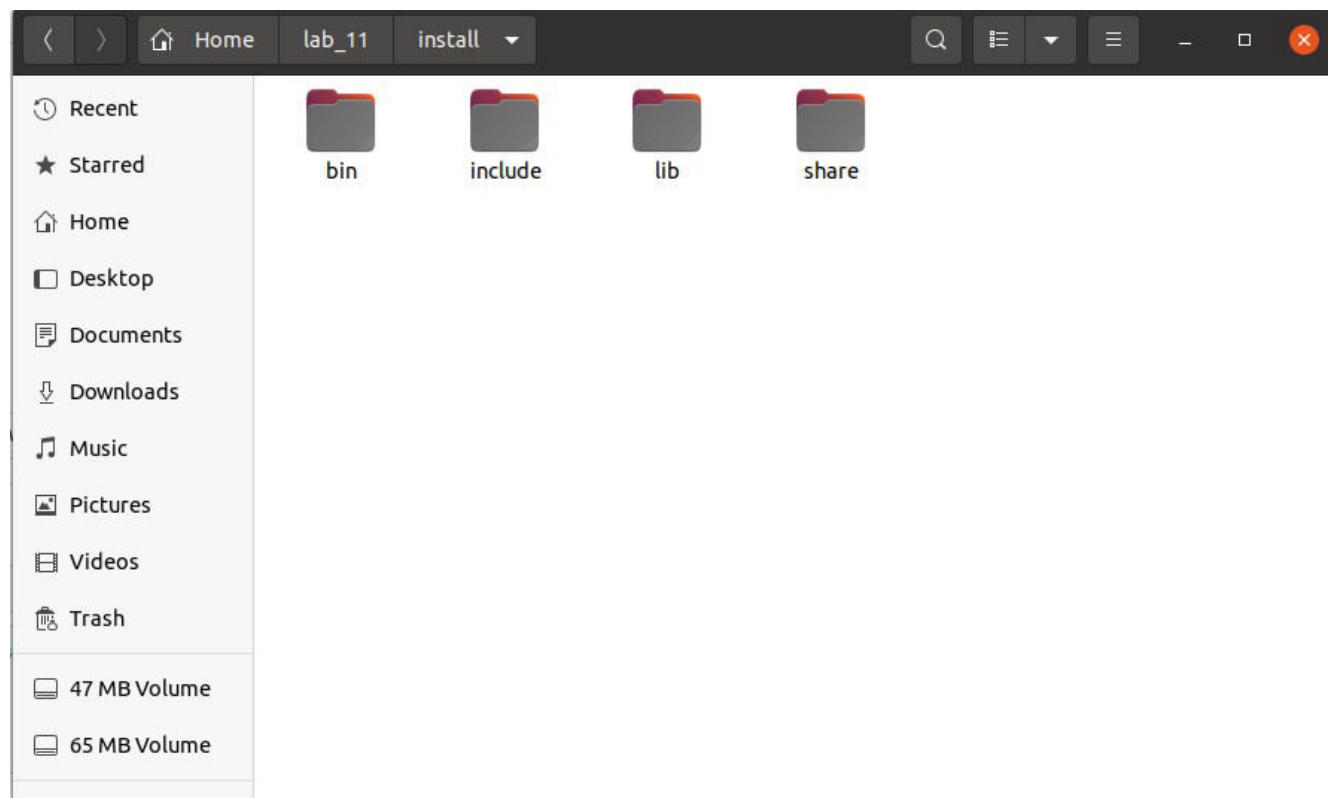 Home lab_11 install
Recent
Starred
Home
Desktop
Documents
Downloads
Music
Pictures
Videos
Trash
47 MB Volume
65 MB Volume
bin include lib share